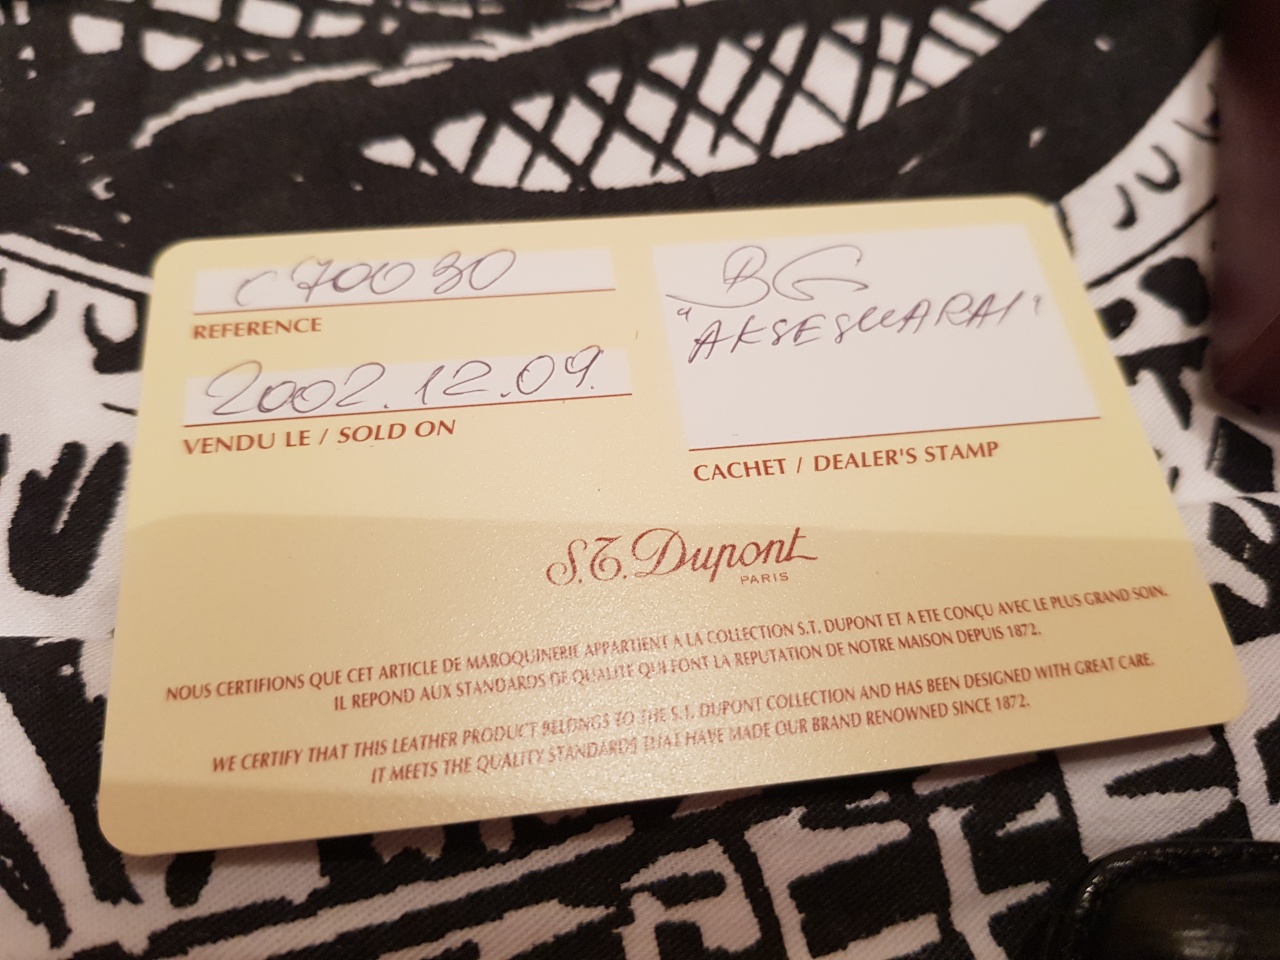 C70030
REFERENCE
2002.12.09.
VENDU LE / SOLD ON
BG
"AKSESUARAI"
CACHET / DEALER'S STAMP
S.T. Dupont
PARIS
NOUS CERTIFIONS QUE CET ARTICLE DE MAROQUINERIE APPARTIENT A LA COLLECTION S.T. DUPONT ET A ETE CONÇU AVEC LE PLUS GRAND SOIN.
IL REPOND AUX STANDARDS DE QUALITE QUI FONT LA REPUTATION DE NOTRE MAISON DEPUIS 1872.
WE CERTIFY THAT THIS LEATHER PRODUCT BELONGS TO THE S.T. DUPONT COLLECTION AND HAS BEEN DESIGNED WITH GREAT CARE.
IT MEETS THE QUALITY STANDARDS THAT HAVE MADE OUR BRAND RENOWNED SINCE 1872.